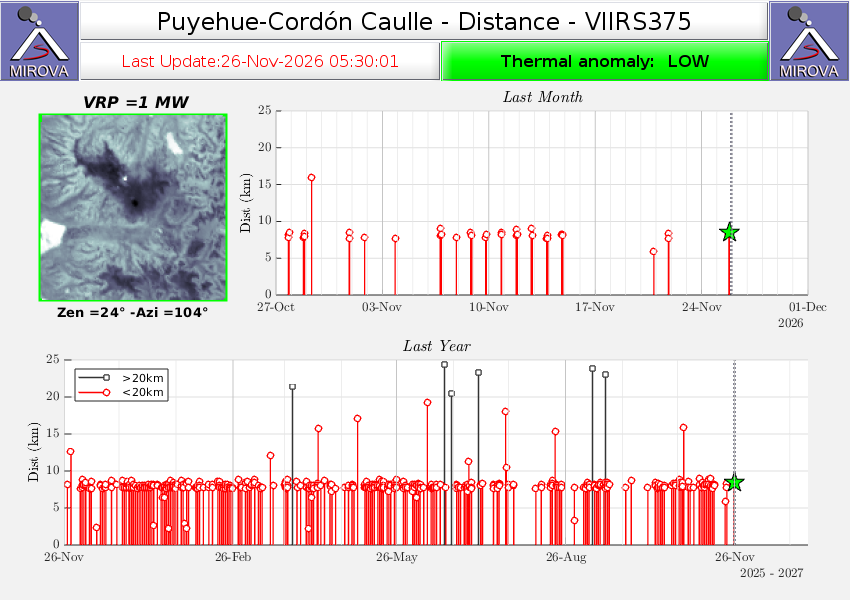 Puyehue-Cordón Caulle - Distance - VIIRS375
MIROVA
Last Update:26-Nov-2026 05:30:01
Thermal anomaly: LOW
MIROVA
VRP =1 MW
Zen =24° -Azi =104°
Last Month
Dist (km)
25
20
15
10
5
0
27-Oct
03-Nov
10-Nov
17-Nov
24-Nov
01-Dec
2026
Last Year
Dist (km)
25
20
15
10
5
0
>20km
<20km
26-Nov
26-Feb
26-May
26-Aug
26-Nov
2025 - 2027